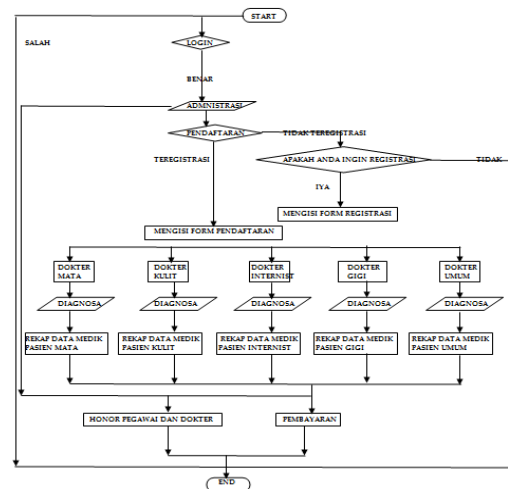 START
SALAH
LOGIN
BENAR
ADMNISTRASI
PENDAFTARAN
TIDAK TEREGISTRASI
TEREGISTRASI
APAKAH ANDA INGIN REGISTRASI
TIDAK
IYA
MENGISI FORM REGISTRASI
MENGISI FORM PENDAFTARAN
DOKTER
MATA
DOKTER
KULIT
DOKTER
INTERNIST
DOKTER
GIGI
DOKTER
UMUM
DIAGNOSA
DIAGNOSA
DIAGNOSA
DIAGNOSA
DIAGNOSA
REKAP DATA MEDIK
PASIEN MATA
REKAP DATA MEDIK
PASIEN KULIT
REKAP DATA MEDIK
PASIEN INTERNIST
REKAP DATA MEDIK
PASIEN GIGI
REKAP DATA MEDIK
PASIEN UMUM
HONOR PEGAWAI DAN DOKTER
PEMBAYARAN
END